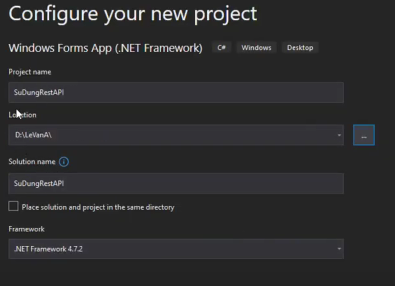 Configure your new project
Windows Forms App (.NET Framework) C# Windows Desktop
Project name
SuDungRestAPI
Location
D:\LeVanA\
...
Solution name
SuDungRestAPI
Place solution and project in the same directory
Framework
.NET Framework 4.7.2